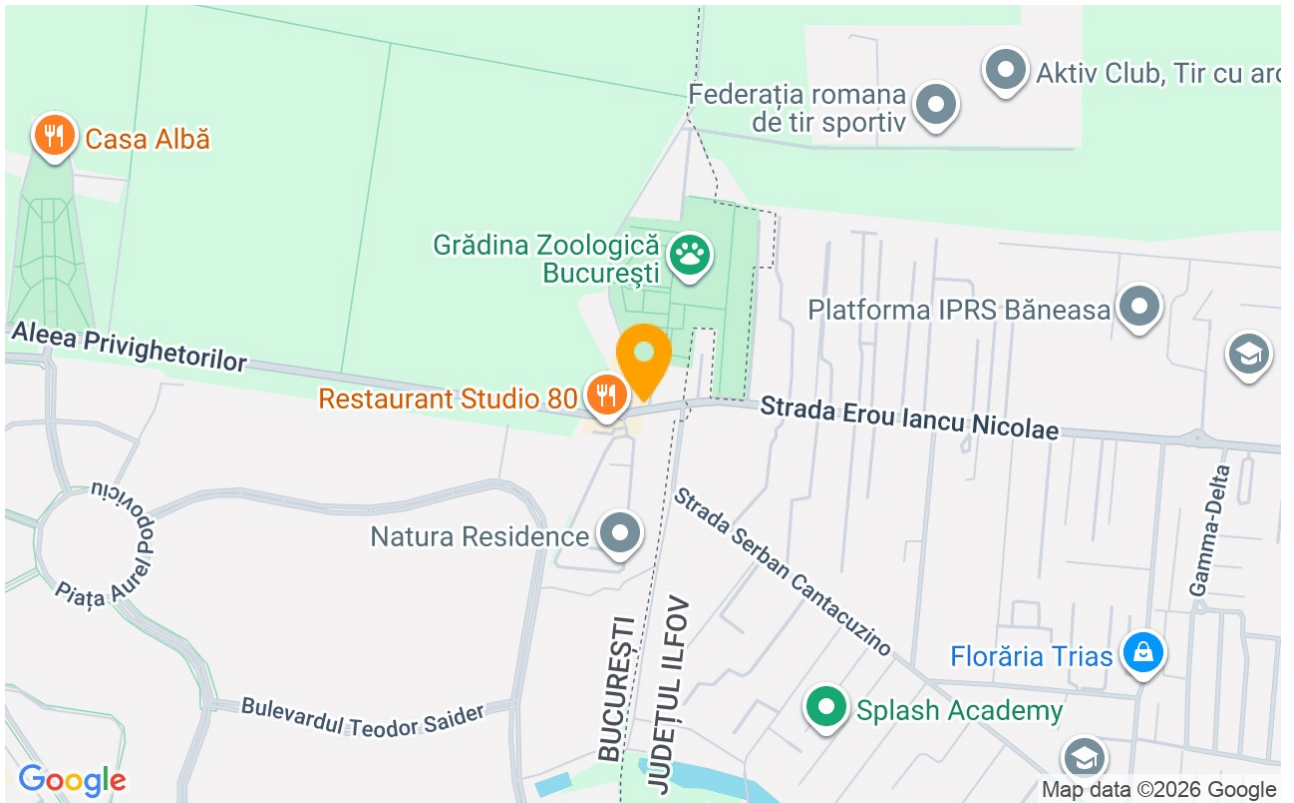 Aktiv Club, Tir cu arc
Federația romana
de tir sportiv
Casa Albă
Grădina Zoologică
București
Platforma IPRS Băneasa
Aleea Privighetorilor
Restaurant Studio 80
Strada Erou Iancu Nicolae
Piața Aurel Popoviciu
Natura Residence
Strada Serban Cantacuzino
Gamma-Delta
BUCUREȘTI
JUDEȚUL ILFOV
Florăria Trias
Bulevardul Teodor Saider
Splash Academy
Google
Map data ©2026 Google